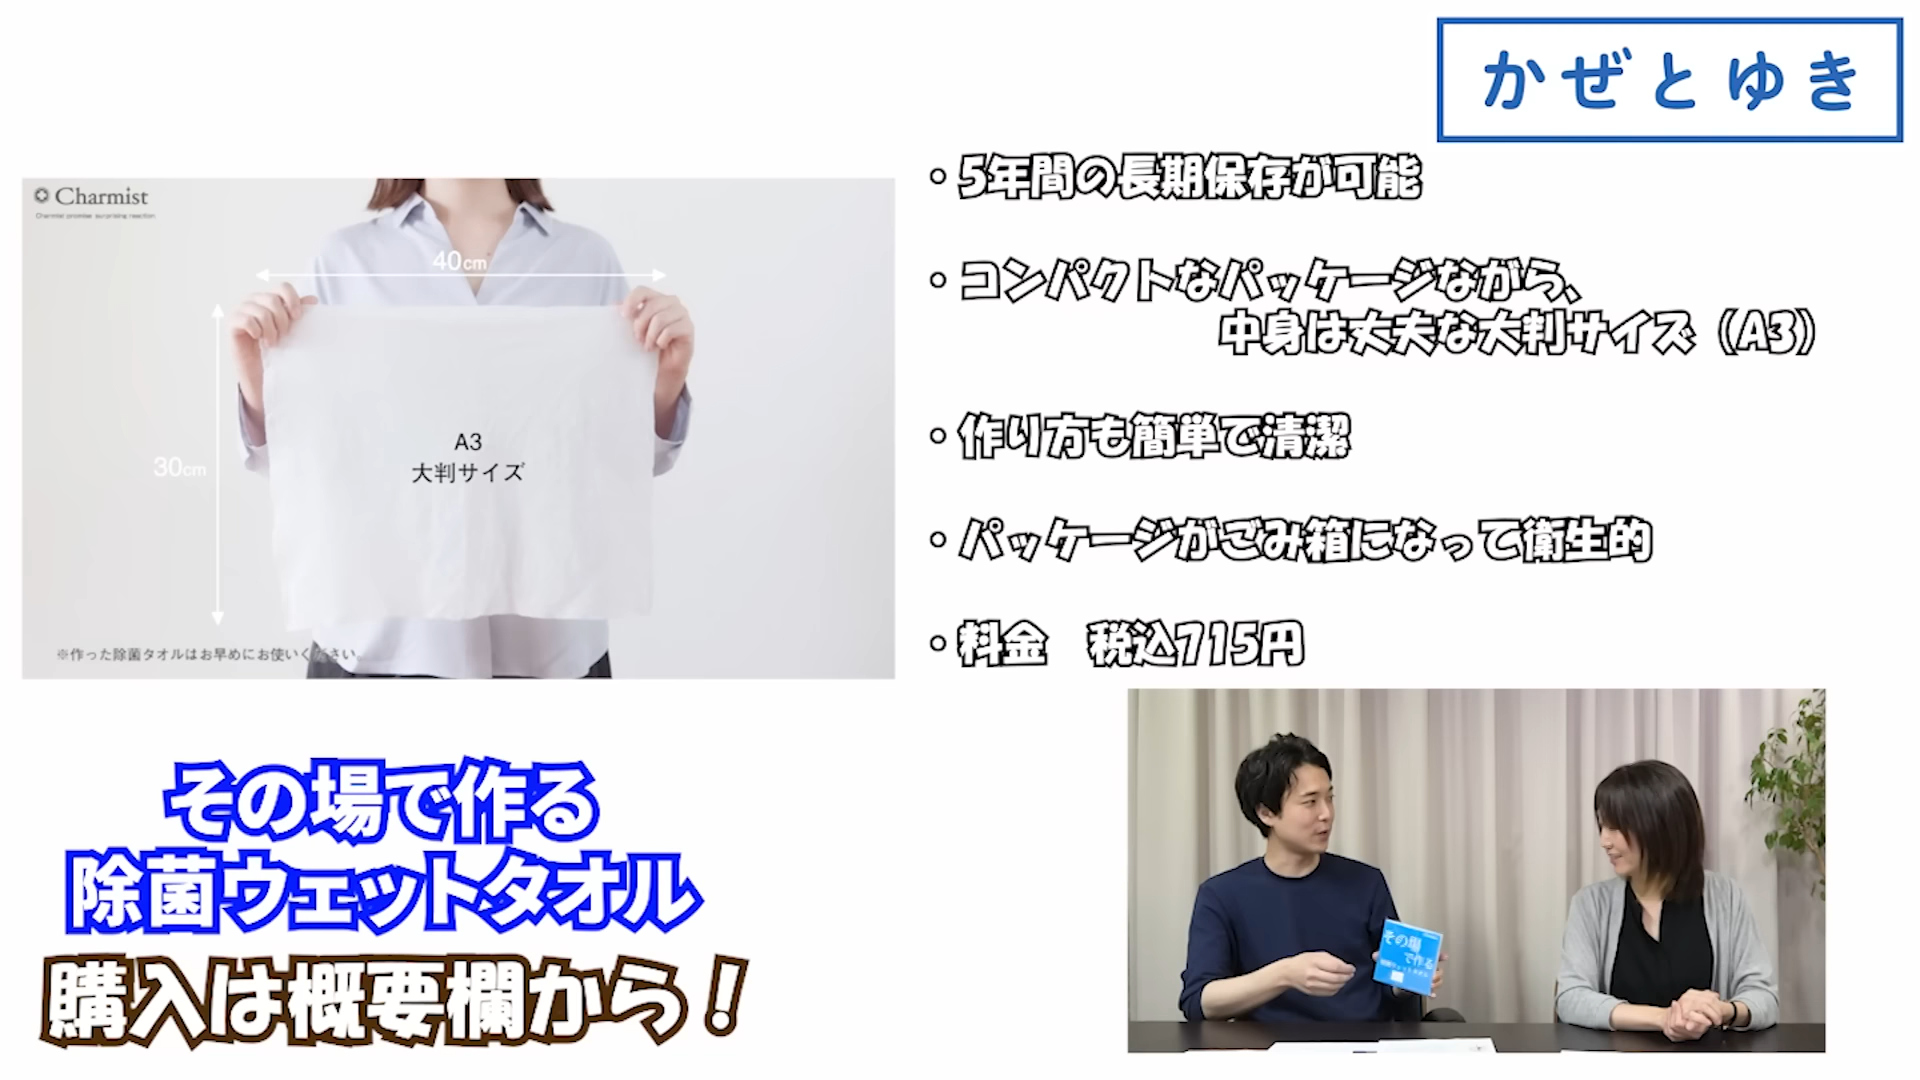 かぜとゆき
Charmist
Charmist promise surprising reaction
40cm
30cm
A3
大判サイズ
※作った除菌タオルはお早めにお使いください。
・5年間の長期保存が可能
・コンパクトなパッケージながら、
中身は丈夫な大判サイズ（A3）
・作り方も簡単で清潔
・パッケージがごみ箱になって衛生的
・料金　税込715円
その場で作る
除菌ウェットタオル
購入は概要欄から！
その場
で作る